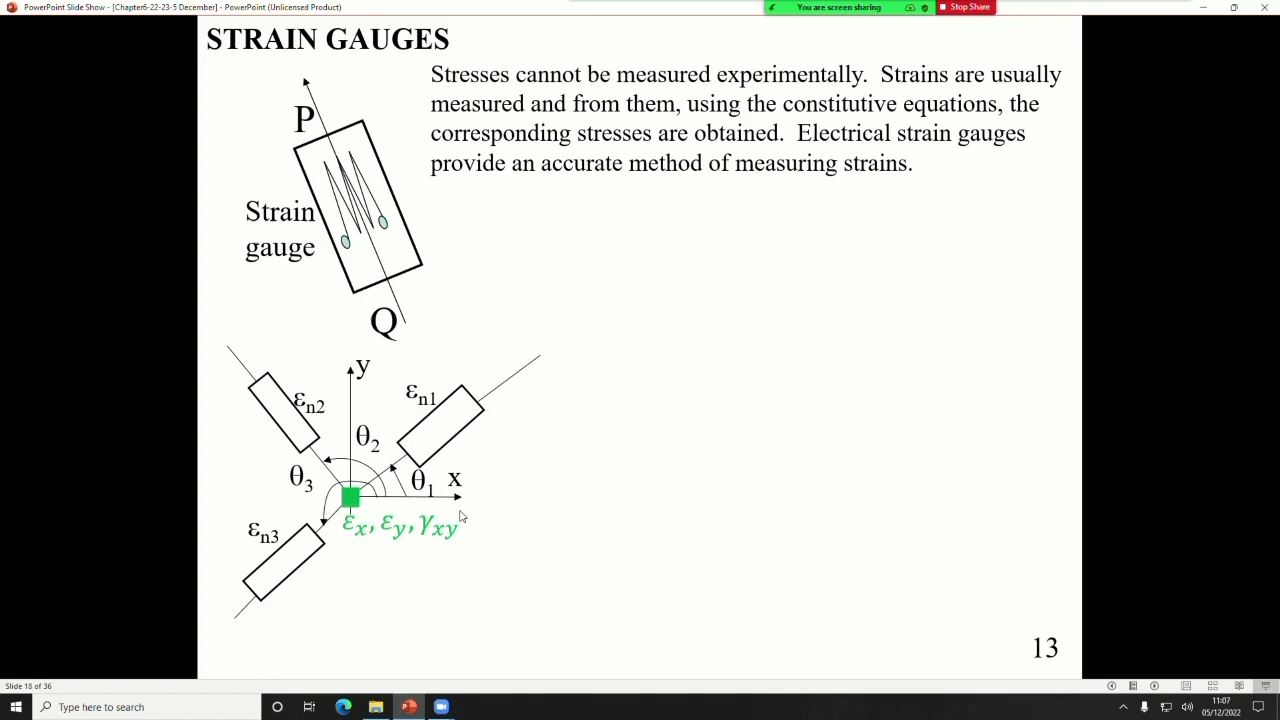 PowerPoint Slide Show - [Chapter6-22-23-5 December] - PowerPoint (Unlicensed Product)
You are screen sharing
Stop Share
STRAIN GAUGES
Stresses cannot be measured experimentally. Strains are usually
measured and from them, using the constitutive equations, the
corresponding stresses are obtained. Electrical strain gauges
provide an accurate method of measuring strains.
P
Strain
gauge
Q
y
εn1
εn2
θ2
θ3
θ1
x
εn3
εx, εy, γxy
13
Slide 18 of 36
Type here to search
11:07
05/12/2022